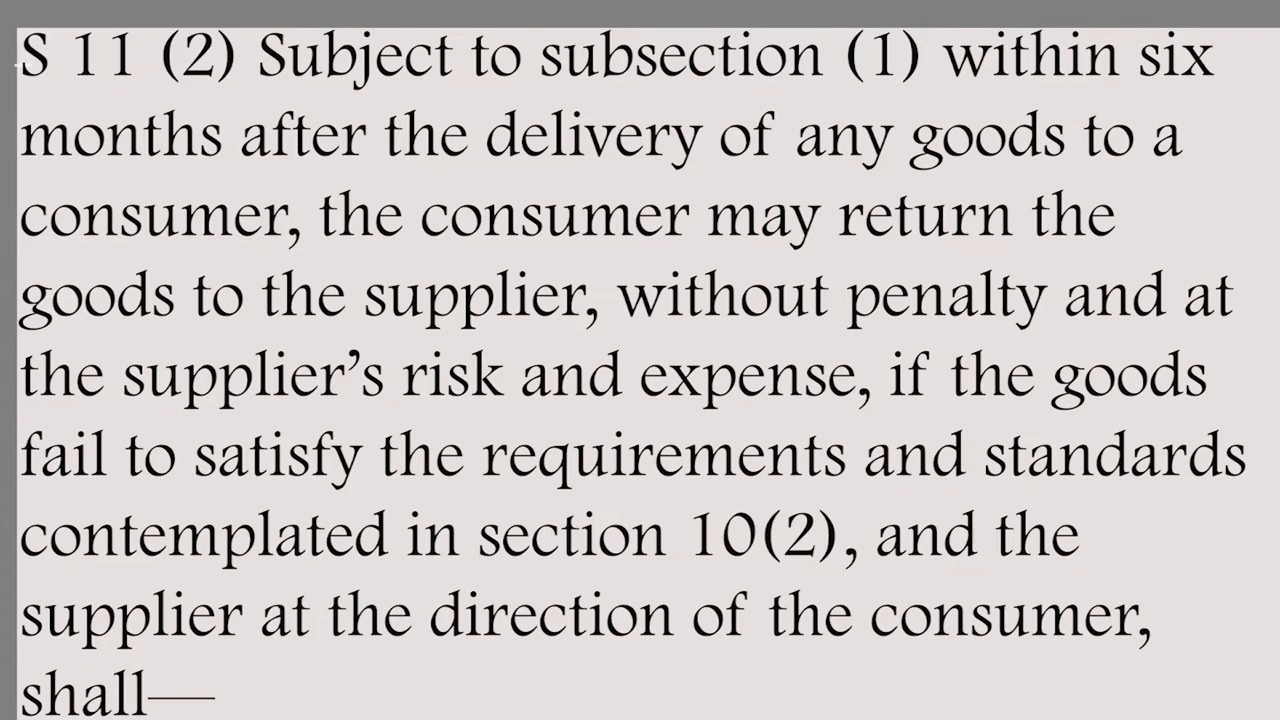 S 11 (2) Subject to subsection (1) within six
months after the delivery of any goods to a
consumer, the consumer may return the
goods to the supplier, without penalty and at
the supplier’s risk and expense, if the goods
fail to satisfy the requirements and standards
contemplated in section 10(2), and the
supplier at the direction of the consumer,
shall—